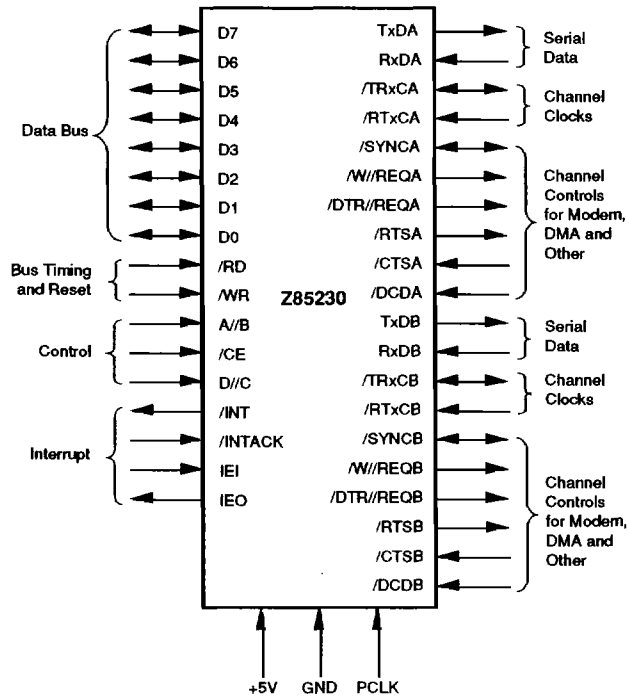 Data Bus
Bus Timing
and Reset
Control
Interrupt
D7
D6
D5
D4
D3
D2
D1
D0
/RD
/WR
A//B
/CE
D//C
/INT
/INTACK
IEI
IEO
Z85230
TxDA
RxDA
/TRxCA
/RTxCA
/SYNCA
/W//REQA
/DTR//REQA
/RTSA
/CTSA
/DCDA
TxDB
RxDB
/TRxCB
/RTxCB
/SYNCB
/W//REQB
/DTR//REQB
/RTSB
/CTSB
/DCDB
Serial
Data
Channel
Clocks
Channel
Controls
for Modern,
DMA and
Other
Serial
Data
Channel
Clocks
Channel
Controls
for Modern,
DMA and
Other
+5V
GND
PCLK